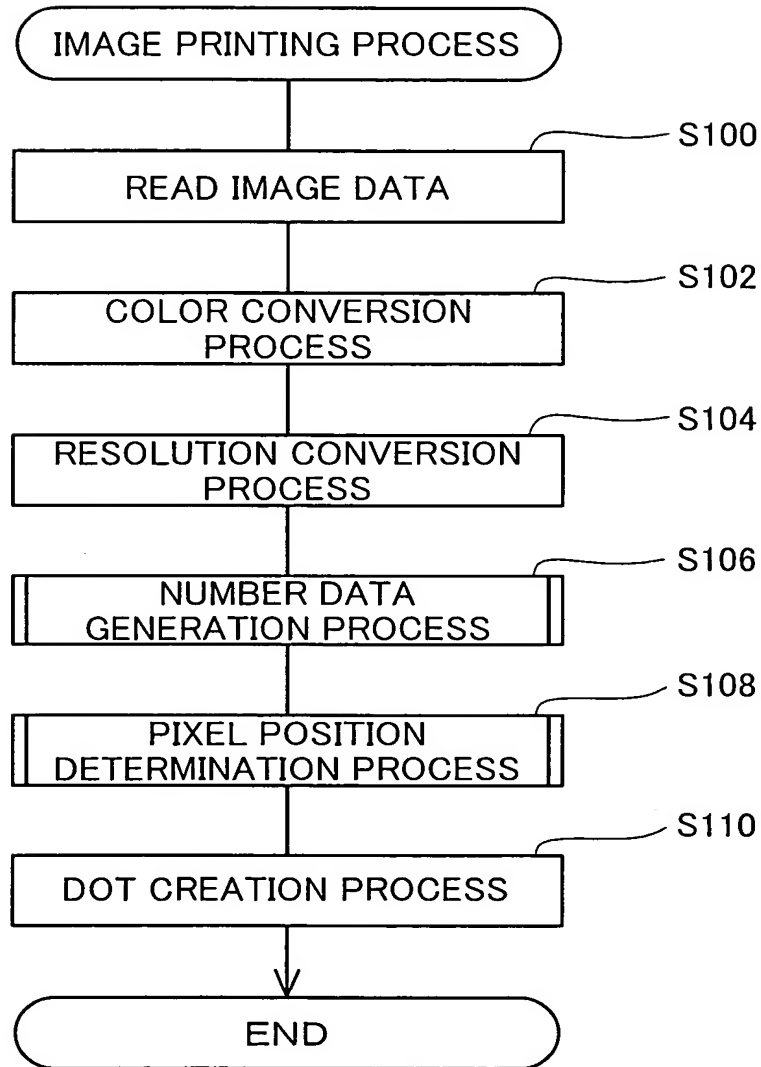 IMAGE PRINTING PROCESS
S100
READ IMAGE DATA
S102
COLOR CONVERSION
PROCESS
S104
RESOLUTION CONVERSION
PROCESS
S106
NUMBER DATA
GENERATION PROCESS
S108
PIXEL POSITION
DETERMINATION PROCESS
S110
DOT CREATION PROCESS
END